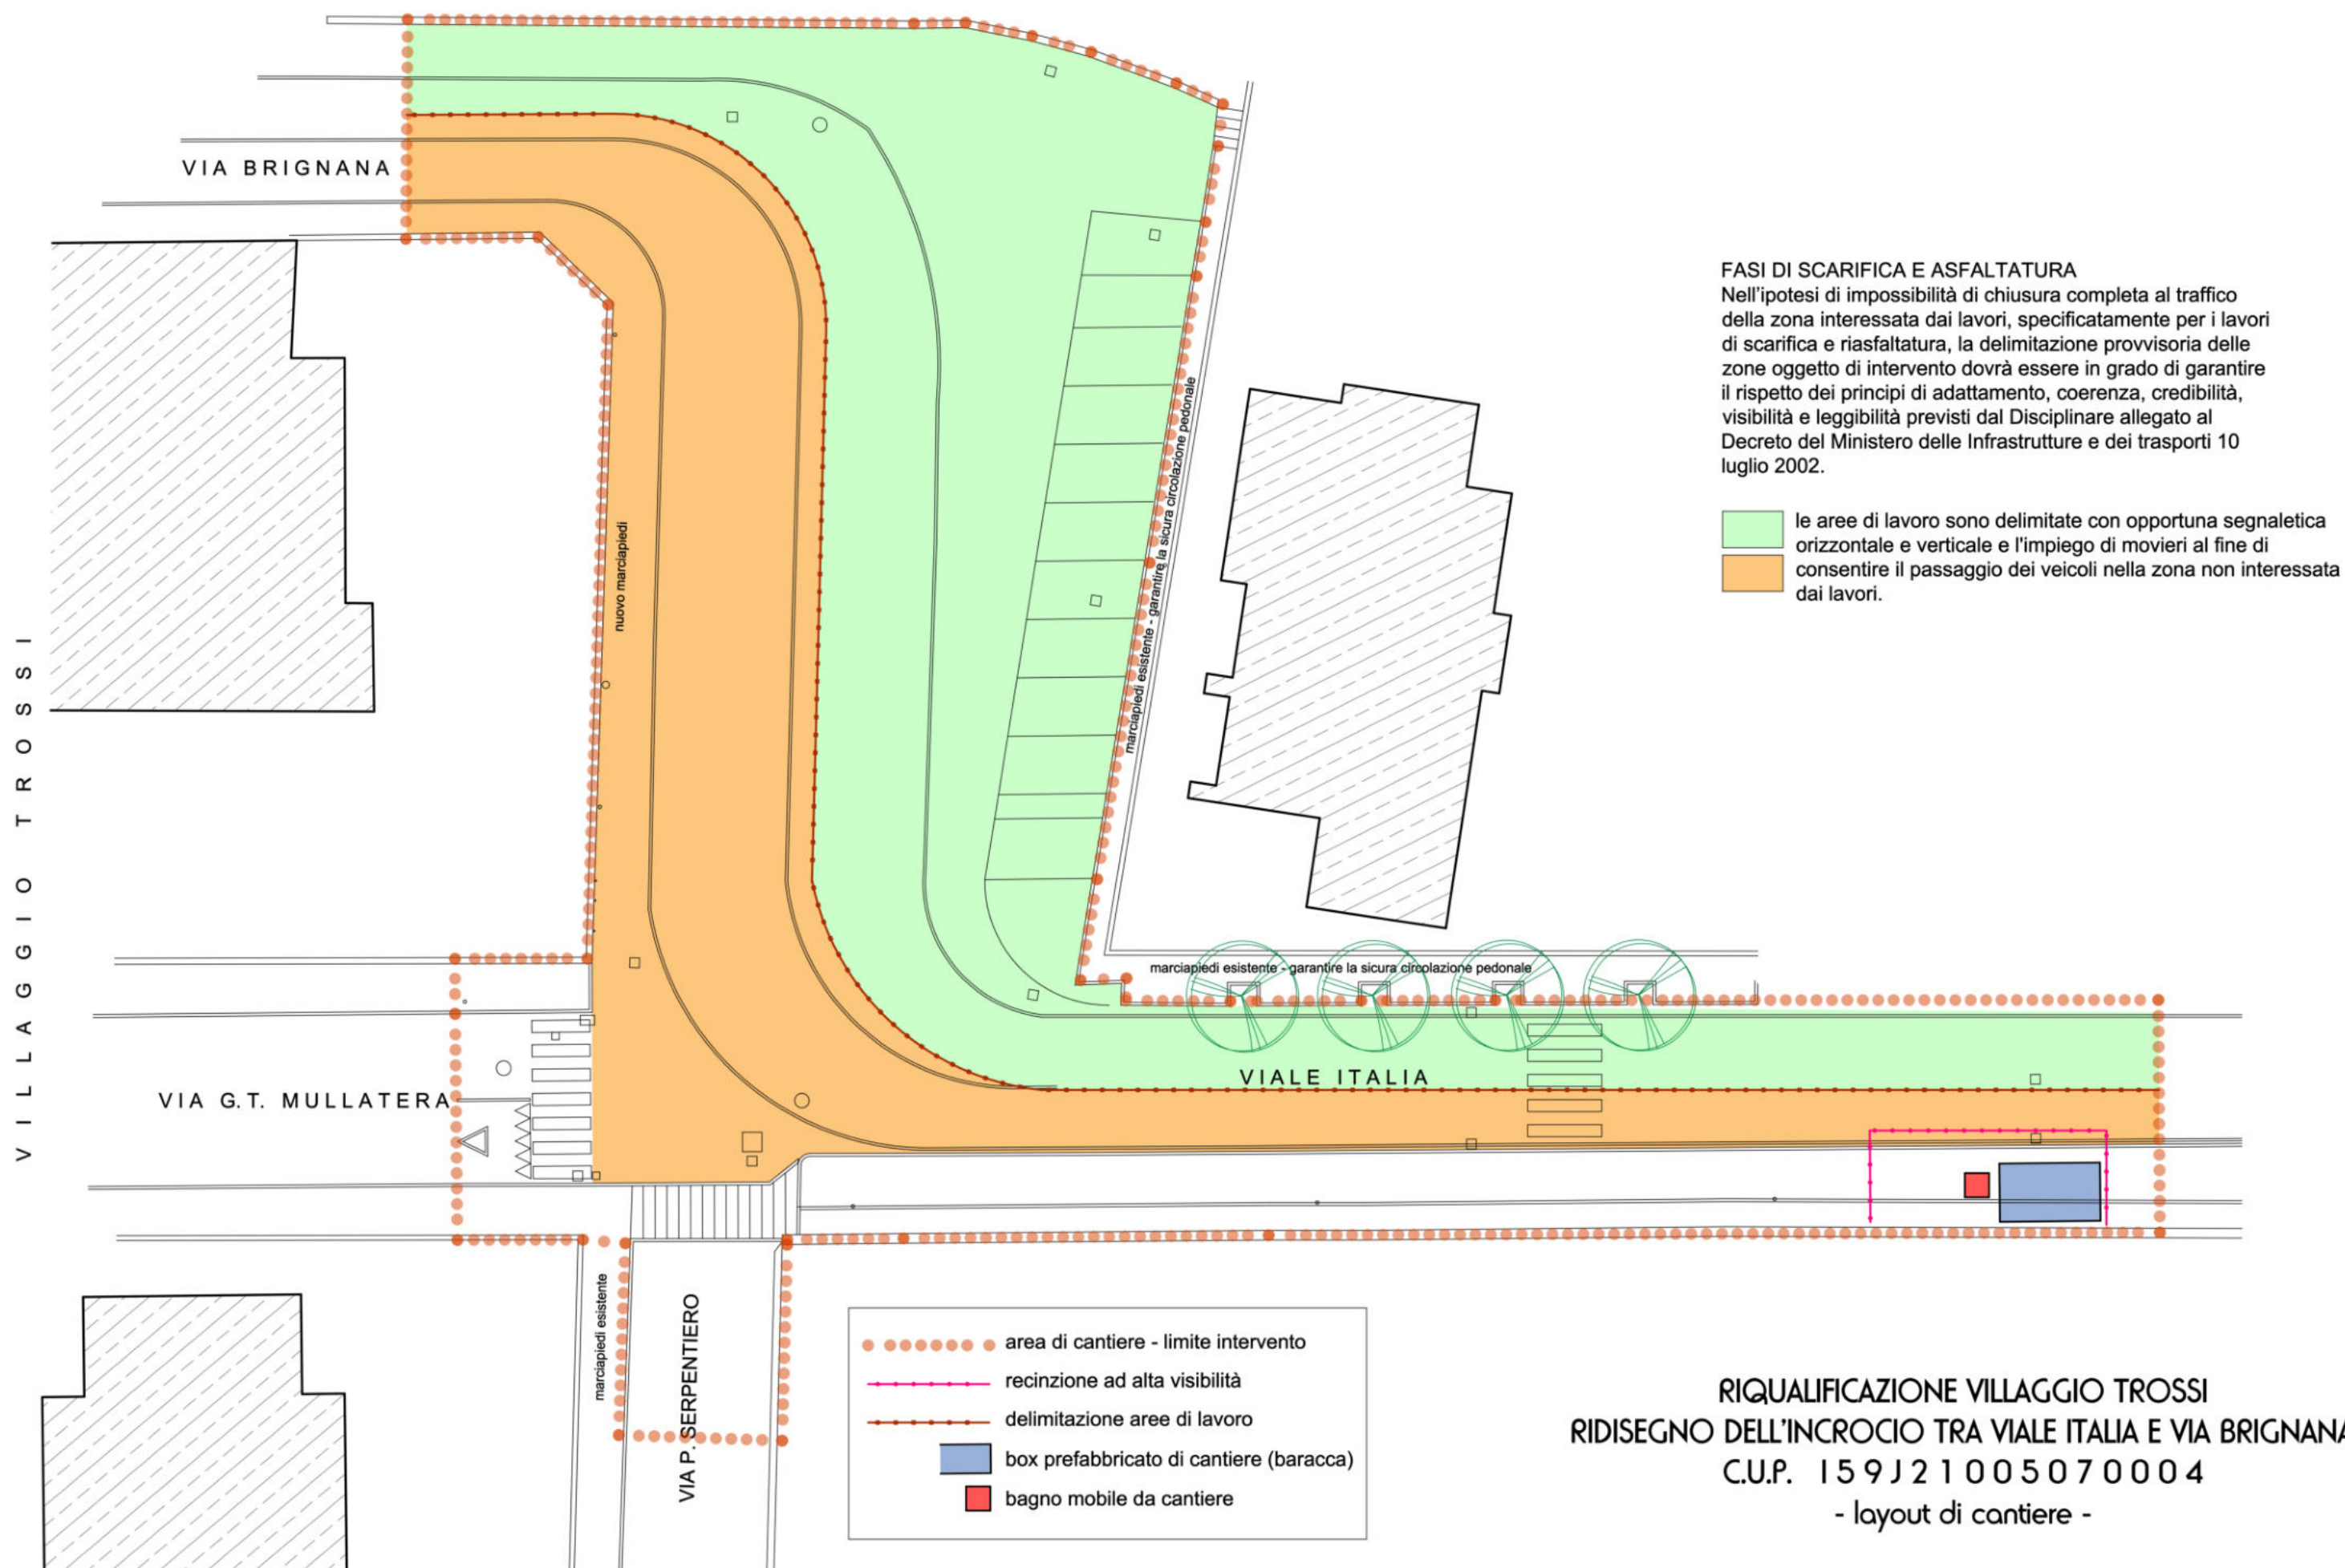 VIA BRIGNANA
FASI DI SCARIFICA E ASFALTATURA
Nell'ipotesi di impossibilità di chiusura completa al traffico
della zona interessata dai lavori, specificatamente per i lavori
di scarifica e riasfaltatura, la delimitazione provvisoria delle
zone oggetto di intervento dovrà essere in grado di garantire
il rispetto dei principi di adattamento, coerenza, credibilità,
visibilità e leggibilità previsti dal Disciplinare allegato al
Decreto del Ministero delle Infrastrutture e dei trasporti 10
luglio 2002.
le aree di lavoro sono delimitate con opportuna segnaletica
orizzontale e verticale e l'impiego di movieri al fine di
consentire il passaggio dei veicoli nella zona non interessata
dai lavori.
nuovo marciapiedi
marciapiedi esistente - garantire la sicura circolazione pedonale
VILLAGGIO TROSSI
marciapiedi esistente - garantire la sicura circolazione pedonale
VIALE ITALIA
VIA G.T. MULLATERA
marciapiedi esistente
VIA P. SERPENTIERO
area di cantiere - limite intervento
recinzione ad alta visibilità
delimitazione aree di lavoro
box prefabbricato di cantiere (baracca)
bagno mobile da cantiere
RIQUALIFICAZIONE VILLAGGIO TROSSI
RIDISEGNO DELL'INCROCIO TRA VIALE ITALIA E VIA BRIGNANA
C.U.P. I59J21005070004
- layout di cantiere -